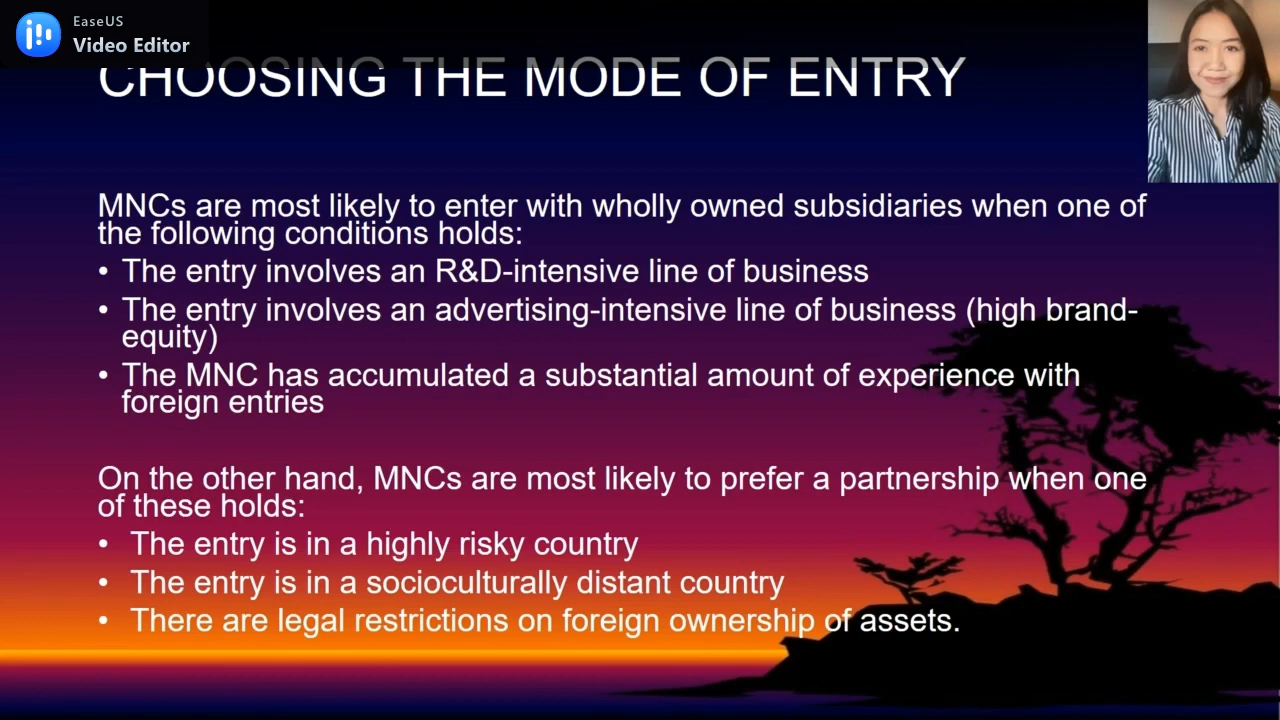 EaseUS
Video Editor
CHOOSING THE MODE OF ENTRY
MNCs are most likely to enter with wholly owned subsidiaries when one of
the following conditions holds:
• The entry involves an R&D-intensive line of business
• The entry involves an advertising-intensive line of business (high brand-
equity)
• The MNC has accumulated a substantial amount of experience with
foreign entries
On the other hand, MNCs are most likely to prefer a partnership when one
of these holds:
• The entry is in a highly risky country
• The entry is in a socioculturally distant country
• There are legal restrictions on foreign ownership of assets.